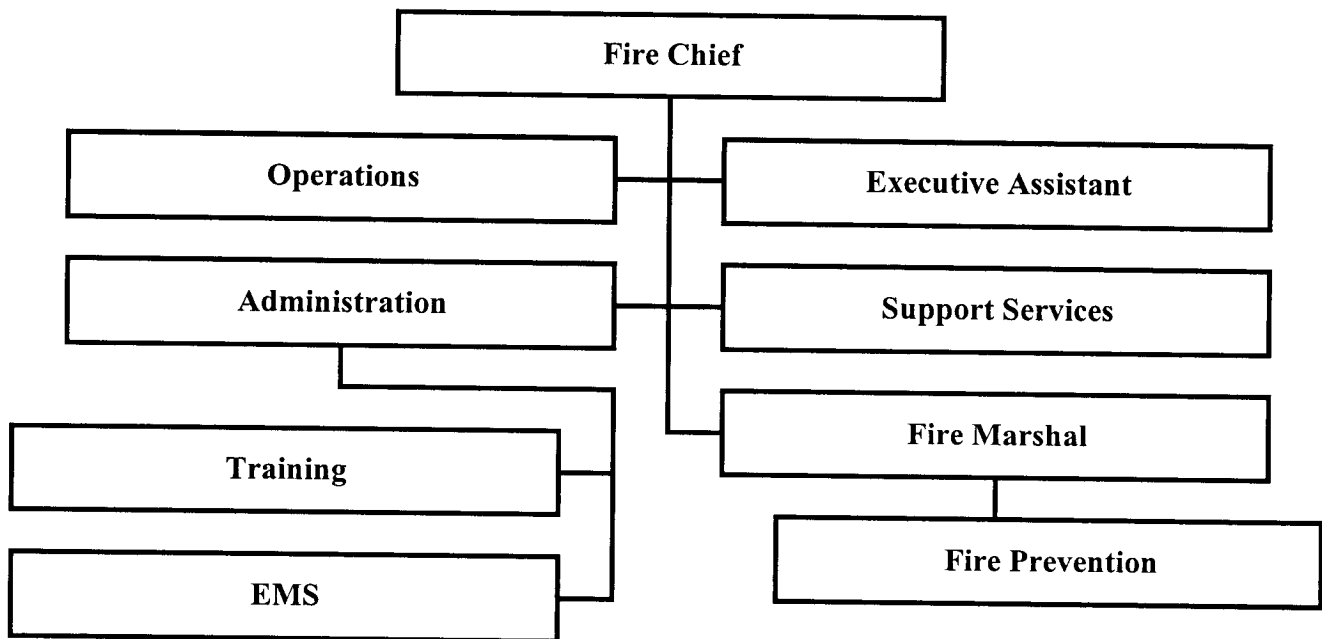 Fire Chief
Operations
Executive Assistant
Administration
Support Services
Fire Marshal
Training
Fire Prevention
EMS